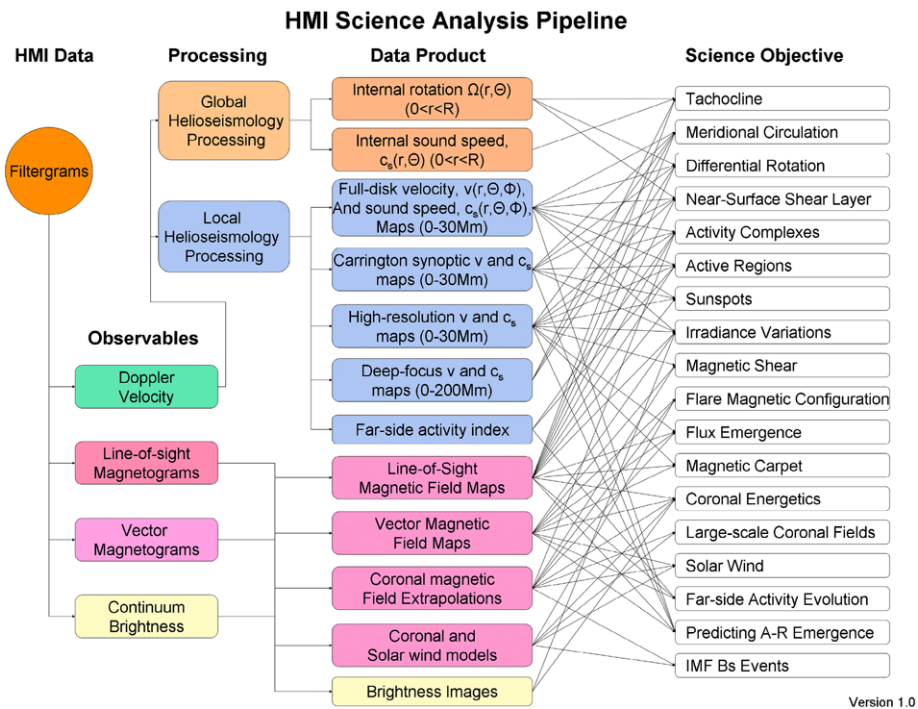 HMI Science Analysis Pipeline
HMI Data
Processing
Data Product
Science Objective
Filtergrams
Global
Helioseismology
Processing
Local
Helioseismology
Processing
Observables
Doppler
Velocity
Line-of-sight
Magnetograms
Vector
Magnetograms
Continuum
Brightness
Internal rotation Ω(r,Θ)
(0<r<R)
Internal sound speed,
cₛ(r,Θ) (0<r<R)
Full-disk velocity, v(r,Θ,Φ),
And sound speed, cₛ(r,Θ,Φ),
Maps (0-30Mm)
Carrington synoptic v and cₛ
maps (0-30Mm)
High-resolution v and cₛ
maps (0-30Mm)
Deep-focus v and cₛ
maps (0-200Mm)
Far-side activity index
Line-of-Sight
Magnetic Field Maps
Vector Magnetic
Field Maps
Coronal magnetic
Field Extrapolations
Coronal and
Solar wind models
Brightness Images
Tachocline
Meridional Circulation
Differential Rotation
Near-Surface Shear Layer
Activity Complexes
Active Regions
Sunspots
Irradiance Variations
Magnetic Shear
Flare Magnetic Configuration
Flux Emergence
Magnetic Carpet
Coronal Energetics
Large-scale Coronal Fields
Solar Wind
Far-side Activity Evolution
Predicting A-R Emergence
IMF Bs Events
Version 1.0